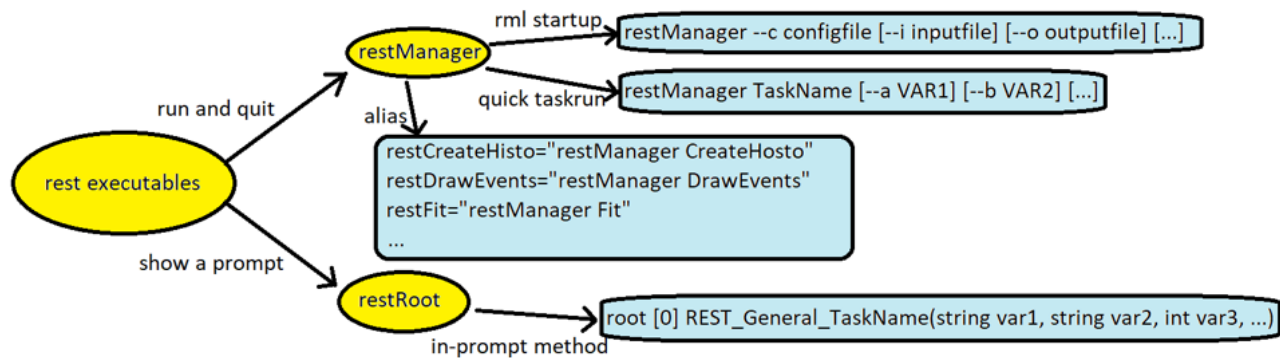 rml startup
restManager --c configfile [--i inputfile] [--o outputfile] [...]
restManager
quick taskrun
restManager TaskName [--a VAR1] [--b VAR2] [...]
run and quit
alias
restCreateHisto="restManager CreateHosto"
restDrawEvents="restManager DrawEvents"
restFit="restManager Fit"
...
rest executables
show a prompt
restRoot
root [0] REST_General_TaskName(string var1, string var2, int var3, ...)
in-prompt method